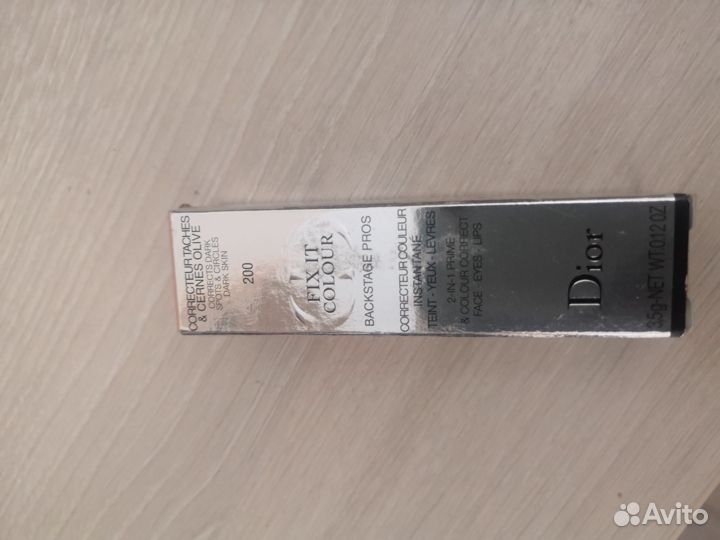 CORRECTEUR TACHES
& CERNES OLIVE
CORRECTS DARK
SPOTS & CIRCLES
DARK SKIN
200
FIX IT
COLOUR
BACKSTAGE PROS
CORRECTEUR COULEUR
INSTANTANÉ
TEINT - YEUX - LÈVRES
2-IN-1 PRIME
& COLOUR CORRECT
FACE - EYES - LIPS
Dior
3.5g-NET WT.0.12 OZ
Avito